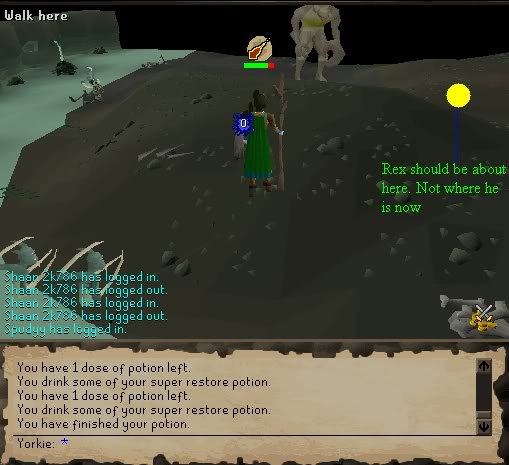 Walk here
0
Rex should be about
here. Not where he
is now
Shaan 2k786 has logged in.
Shaan 2k786 has logged out.
Shaan 2k786 has logged in.
Shaan 2k786 has logged out.
Spudyy has logged in.
You have 1 dose of potion left.
You drink some of your super restore potion.
You have 1 dose of potion left.
You drink some of your super restore potion.
You have finished your potion.
Yorkie: *